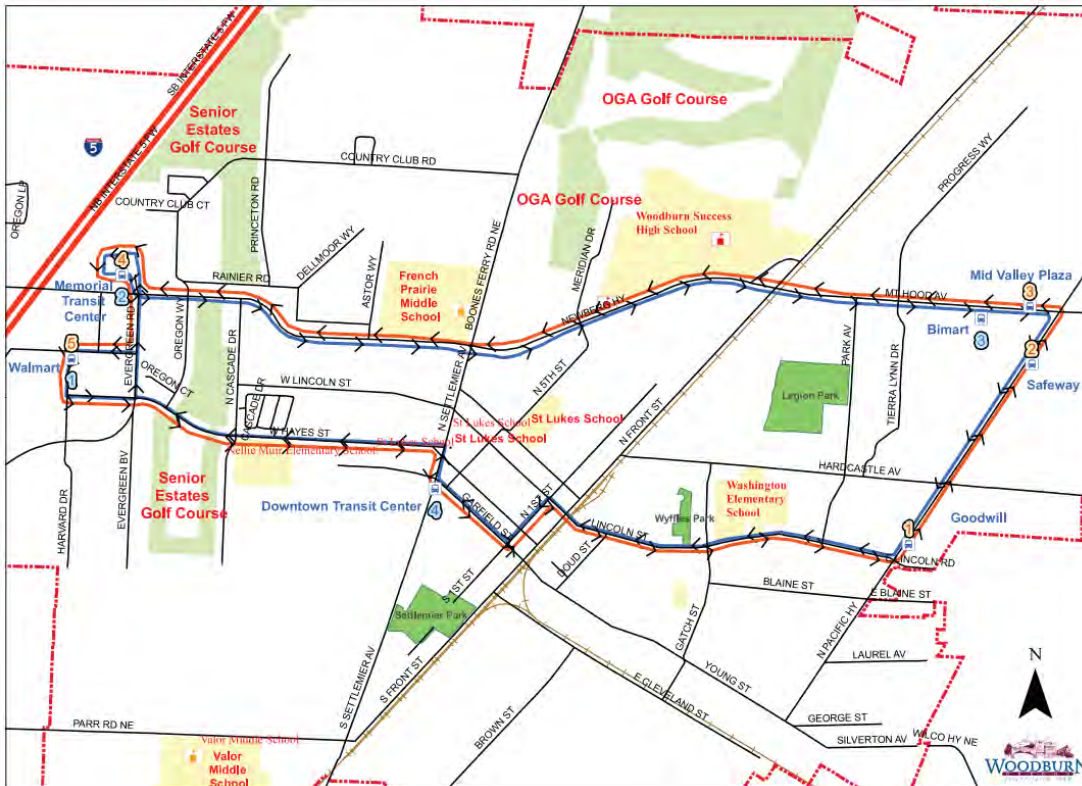 SB INTERSTATE 5 FW
NB INTERSTATE 5 FW
5
Senior
Estates
Golf Course
OGA Golf Course
COUNTRY CLUB RD
COUNTRY CLUB CT
PRINCETON RD
OREGON LP
OGA Golf Course
Woodburn Success
High School
PROGRESS WY
BOONES FERRY RD NE
MERIDIAN DR
DELLMOOR WY
ASTOR WY
RAINIER RD
French
Prairie
Middle
School
4
Memorial
Transit
Center
2
NEWBERG HY
MT HOOD AV
Mid Valley Plaza
3
Bimart
3
2
Safeway
5
Walmart
1
EVERGREEN RD
OREGON WY
OREGON CT
N CASCADE DR
CASCADE DR
W LINCOLN ST
W HAYES ST
N SETTLEMIER AV
N 5TH ST
N FRONT ST
PARK AV
TIERRA LYNN DR
Legion Park
HARDCASTLE AV
St Lukes School
St Lukes School
St Lukes School
St Lukes School
Nellie Muir Elementary School
Senior
Estates
Golf Course
HARVARD DR
EVERGREEN BV
Downtown Transit Center
4
GARFIELD ST
N 1ST ST
LINCOLN ST
Wyffles Park
Washington
Elementary
School
1
Goodwill
LINCOLN RD
DOUD ST
S 1ST ST
BLAINE ST
E BLAINE ST
Settlemier Park
GATCH ST
N PACIFIC HY
LAUREL AV
YOUNG ST
E CLEVELAND ST
S SETTLEMIER AV
S FRONT ST
BROWN ST
GEORGE ST
SILVERTON AV
WILCO HY NE
PARR RD NE
Valor Middle School
Valor
Middle
School
N
WOODBURN